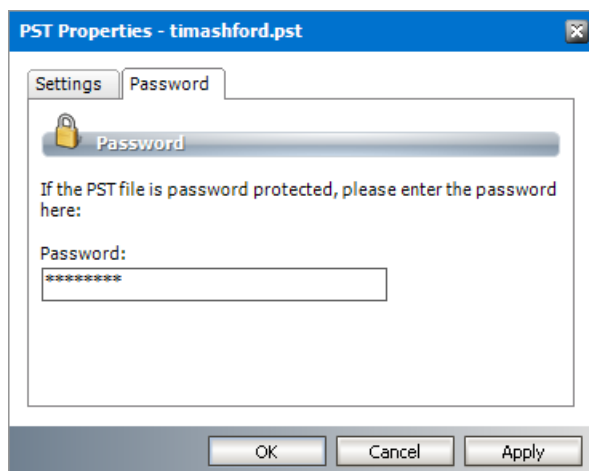 PST Properties - timashford.pst
Settings Password
Password
If the PST file is password protected, please enter the password
here:
Password:
********
OK Cancel Apply